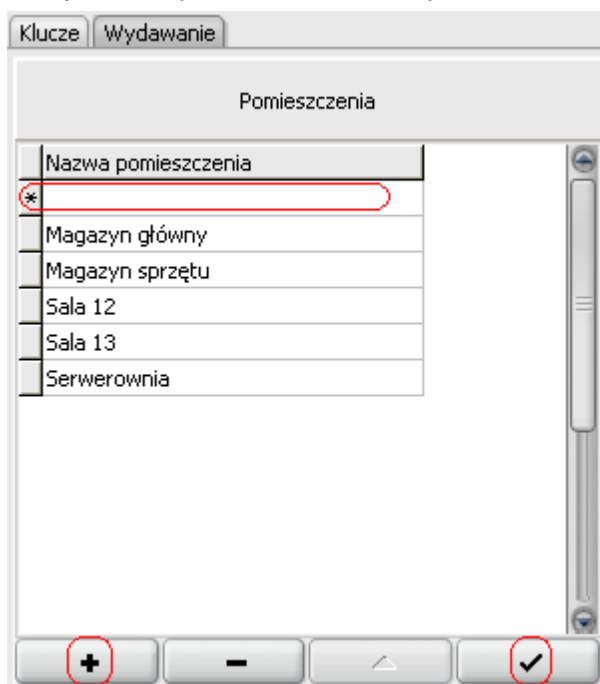 Klucze Wydawanie
Pomieszczenia
Nazwa pomieszczenia
*
Magazyn główny
Magazyn sprzętu
Sala 12
Sala 13
Serwerownia